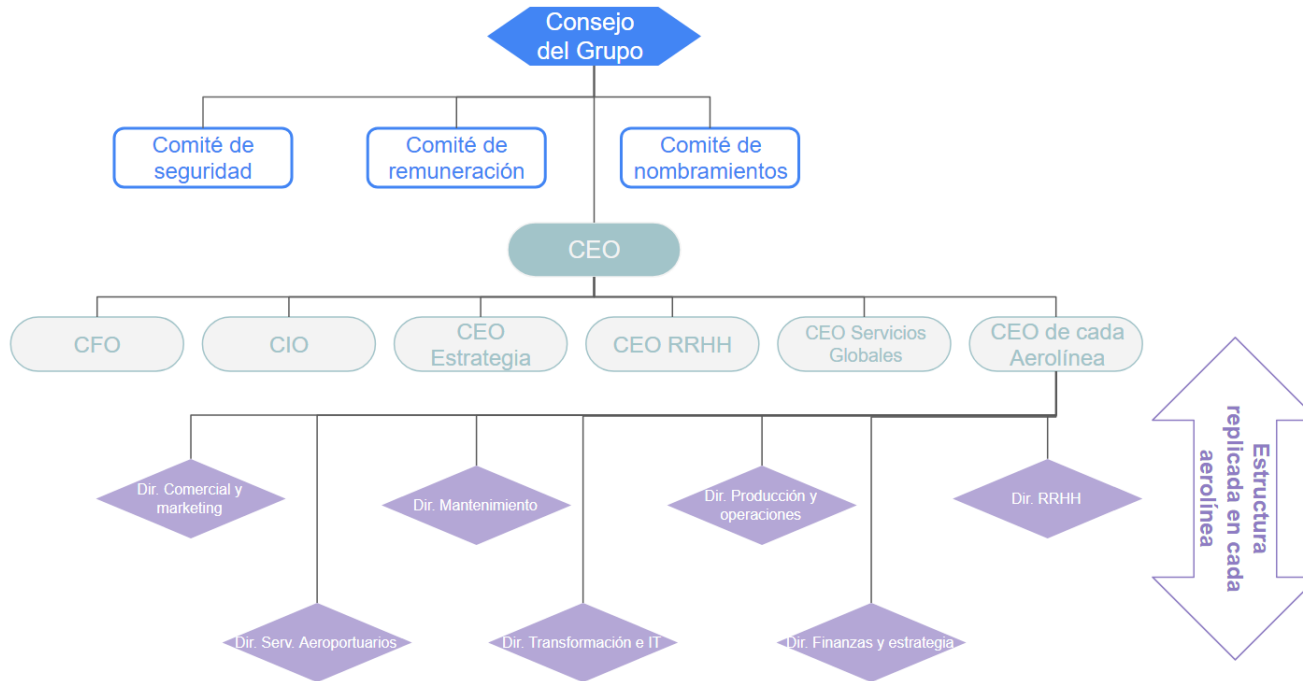 Consejo
del Grupo
Comité de
seguridad
Comité de
remuneración
Comité de
nombramientos
CEO
CFO
CIO
CEO
Estrategia
CEO RRHH
CEO Servicios
Globales
CEO de cada
Aerolínea
Dir. Comercial y
marketing
Dir. Mantenimiento
Dir. Producción y
operaciones
Dir. RRHH
Dir. Serv. Aeroportuarios
Dir. Transformación e IT
Dir. Finanzas y estrategia
Estructura
replicada en cada
aerolínea